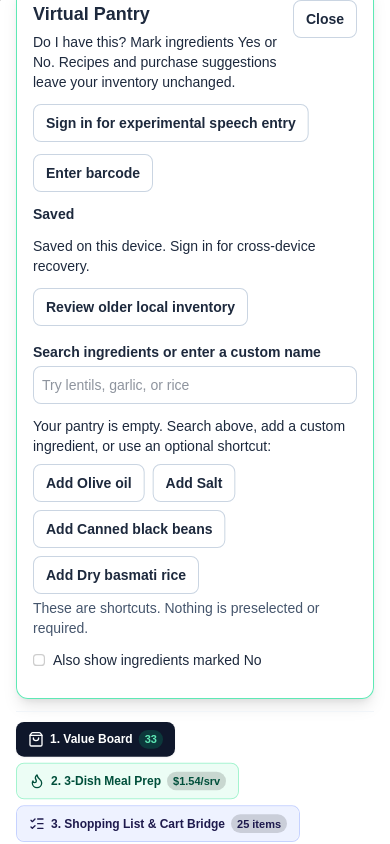 Virtual Pantry
Close
Do I have this? Mark ingredients Yes or
No. Recipes and purchase suggestions
leave your inventory unchanged.
Sign in for experimental speech entry
Enter barcode
Saved
Saved on this device. Sign in for cross-device
recovery.
Review older local inventory
Search ingredients or enter a custom name
Try lentils, garlic, or rice
Your pantry is empty. Search above, add a custom
ingredient, or use an optional shortcut:
Add Olive oil
Add Salt
Add Canned black beans
Add Dry basmati rice
These are shortcuts. Nothing is preselected or
required.
Also show ingredients marked No
1. Value Board 33
2. 3-Dish Meal Prep $1.54/srv
3. Shopping List & Cart Bridge 25 items